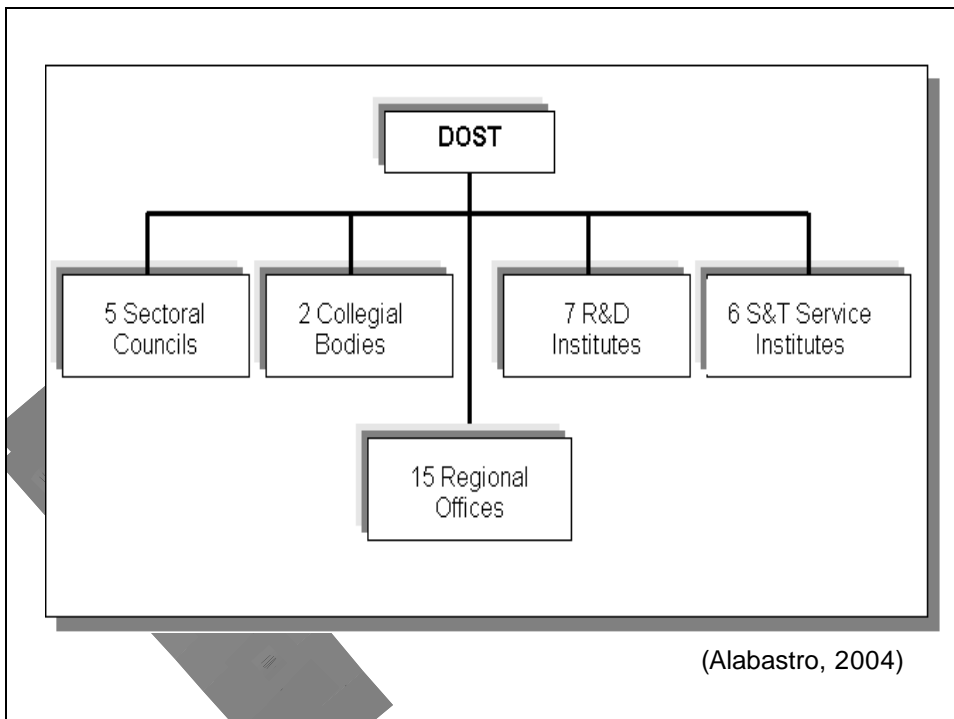 DOST
5 Sectoral
Councils
2 Collegial
Bodies
7 R&D
Institutes
6 S&T Service
Institutes
15 Regional
Offices
(Alabastro, 2004)